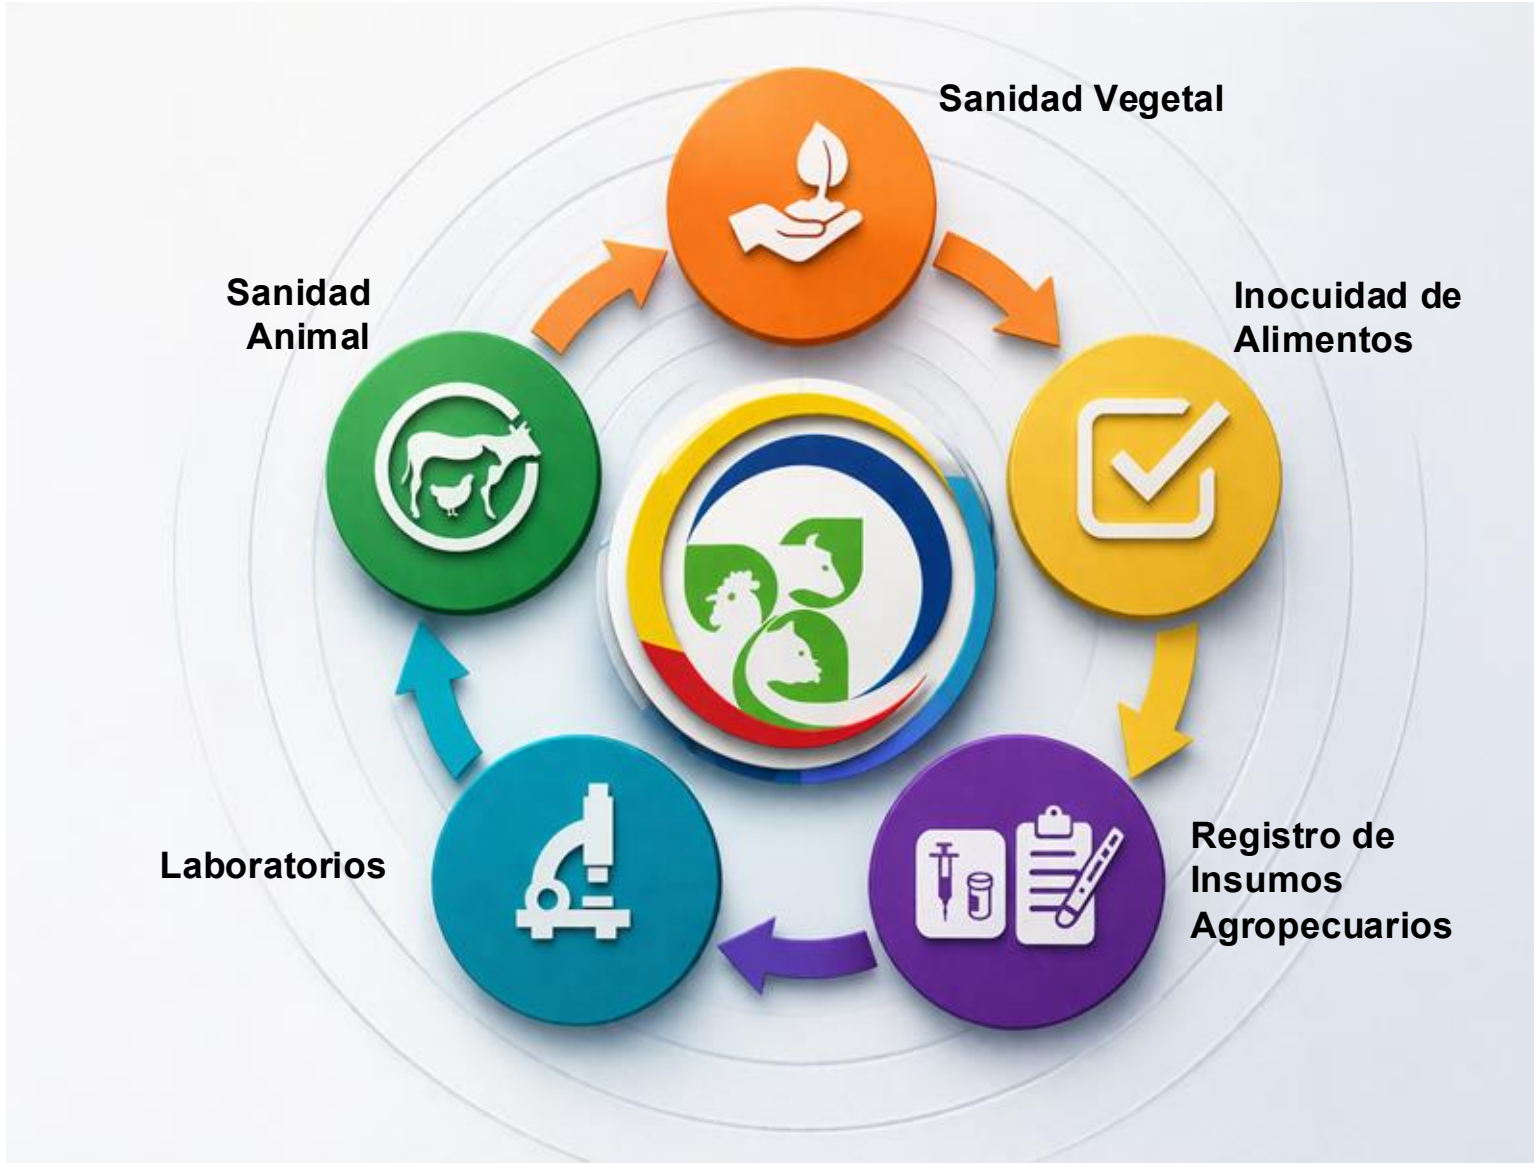 Sanidad Vegetal
Sanidad
Animal
Inocuidad de
Alimentos
Laboratorios
Registro de
Insumos
Agropecuarios